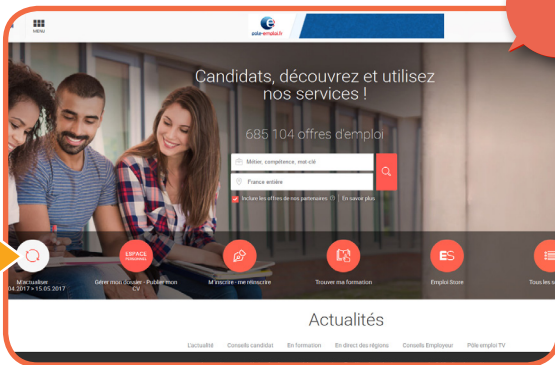 MENU
pole-emploi.fr
Candidats, découvrez et utilisez
nos services !
685 104 offres d'emploi
Métier, compétence, mot clé
France entière
Inclure les offres de nos partenaires
En savoir plus
ESPACE
M'actualiser
04.2017 > 15.05.2017
Gérer mon dossier - Publier mon
CV
M'inscrire - me réinscrire
Trouver ma formation
ES
Emploi Store
Tous les s
Actualités
L'actualité
Conseils candidat
En formation
En direct des régions
Conseils Employeur
Pôle emploi TV